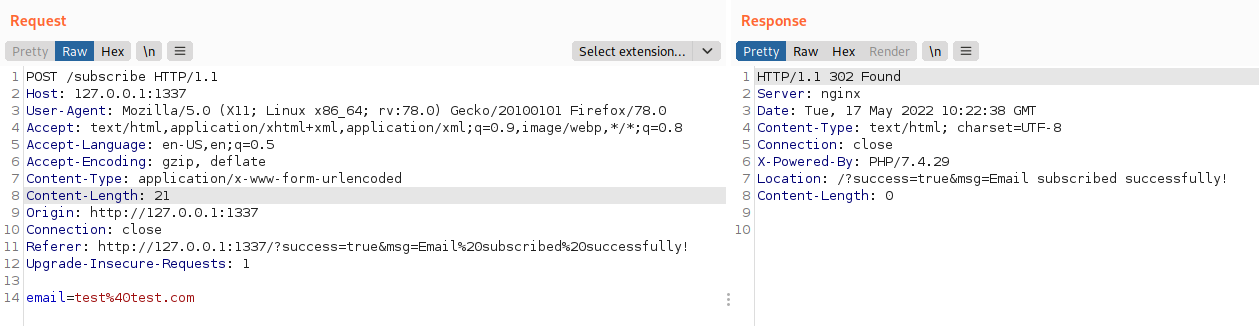 Request
Pretty Raw Hex \n
Select extension...
1 POST /subscribe HTTP/1.1
2 Host: 127.0.0.1:1337
3 User-Agent: Mozilla/5.0 (X11; Linux x86_64; rv:78.0) Gecko/20100101 Firefox/78.0
4 Accept: text/html,application/xhtml+xml,application/xml;q=0.9,image/webp,*/*;q=0.8
5 Accept-Language: en-US,en;q=0.5
6 Accept-Encoding: gzip, deflate
7 Content-Type: application/x-www-form-urlencoded
8 Content-Length: 21
9 Origin: http://127.0.0.1:1337
10 Connection: close
11 Referer: http://127.0.0.1:1337/?success=true&msg=Email%20subscribed%20successfully!
12 Upgrade-Insecure-Requests: 1
13
14 email=test%40test.com
Response
Pretty Raw Hex Render \n
1 HTTP/1.1 302 Found
2 Server: nginx
3 Date: Tue, 17 May 2022 10:22:38 GMT
4 Content-Type: text/html; charset=UTF-8
5 Connection: close
6 X-Powered-By: PHP/7.4.29
7 Location: /?success=true&msg=Email subscribed successfully!
8 Content-Length: 0
9
10